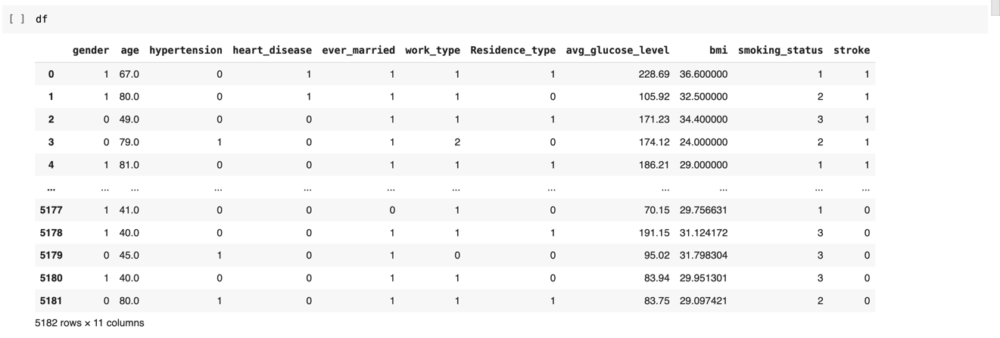 [ ] df
gender age hypertension heart_disease ever_married work_type Residence_type avg_glucose_level bmi smoking_status stroke
0 1 67.0 0 1 1 1 1 228.69 36.600000 1 1
1 1 80.0 0 1 1 1 0 105.92 32.500000 2 1
2 0 49.0 0 0 1 1 1 171.23 34.400000 3 1
3 0 79.0 1 0 1 2 0 174.12 24.000000 2 1
4 1 81.0 0 0 1 1 1 186.21 29.000000 1 1
... ... ... ... ... ... ... ... ... ... ... ...
5177 1 41.0 0 0 0 1 0 70.15 29.756631 1 0
5178 1 40.0 0 0 1 1 1 191.15 31.124172 3 0
5179 0 45.0 1 0 1 0 0 95.02 31.798304 3 0
5180 1 40.0 0 0 1 1 0 83.94 29.951301 3 0
5181 0 80.0 1 0 1 1 1 83.75 29.097421 2 0
5182 rows × 11 columns